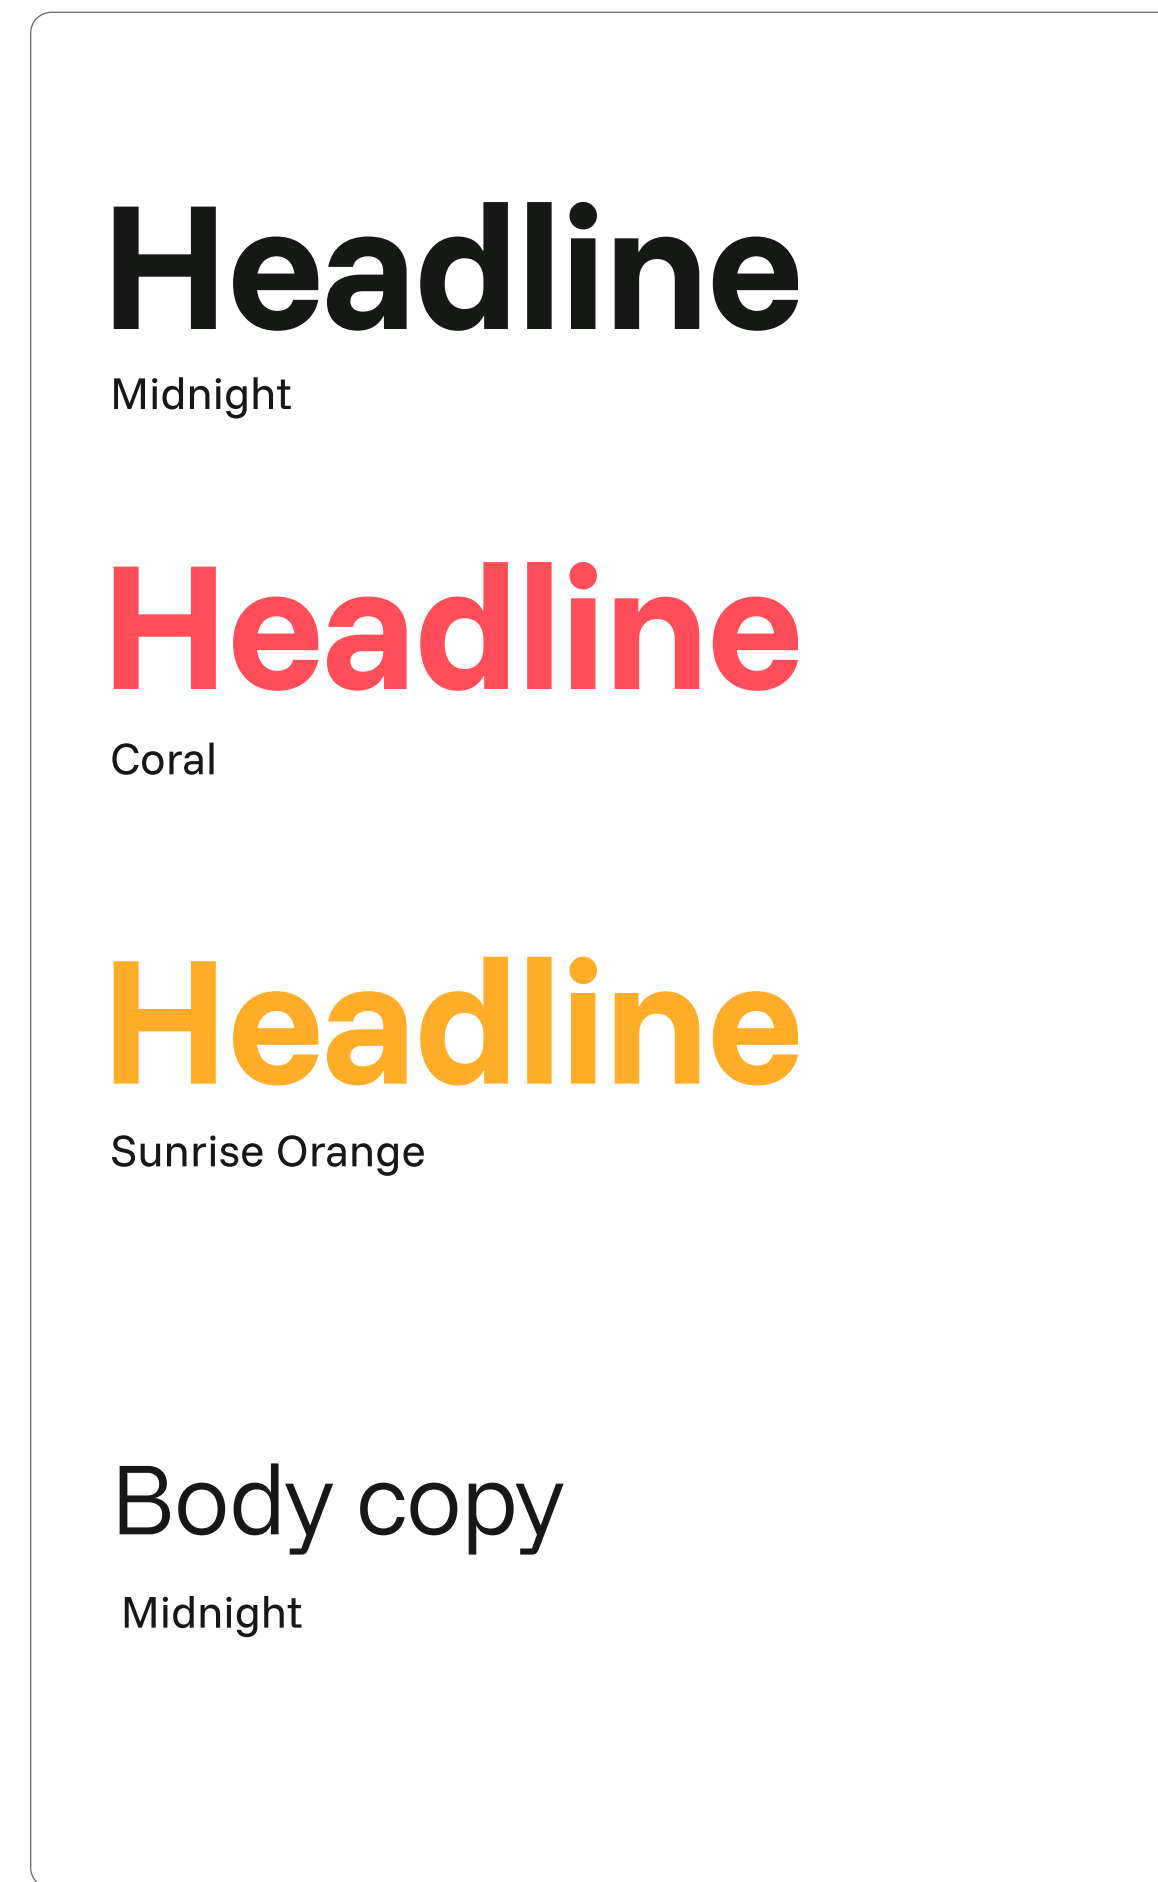 Headline
Midnight
Headline
Coral
Headline
Sunrise Orange
Body copy
Midnight